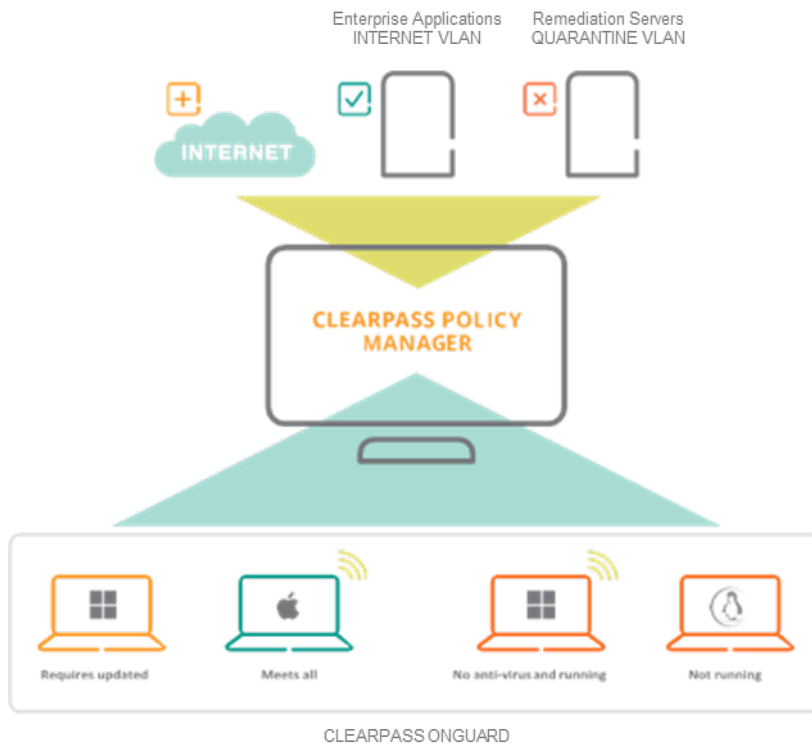 Enterprise Applications
INTERNET VLAN
Remediation Servers
QUARANTINE VLAN
INTERNET
CLEARPASS POLICY
MANAGER
Requires updated
Meets all
No anti-virus and running
Not running
CLEARPASS ONGUARD